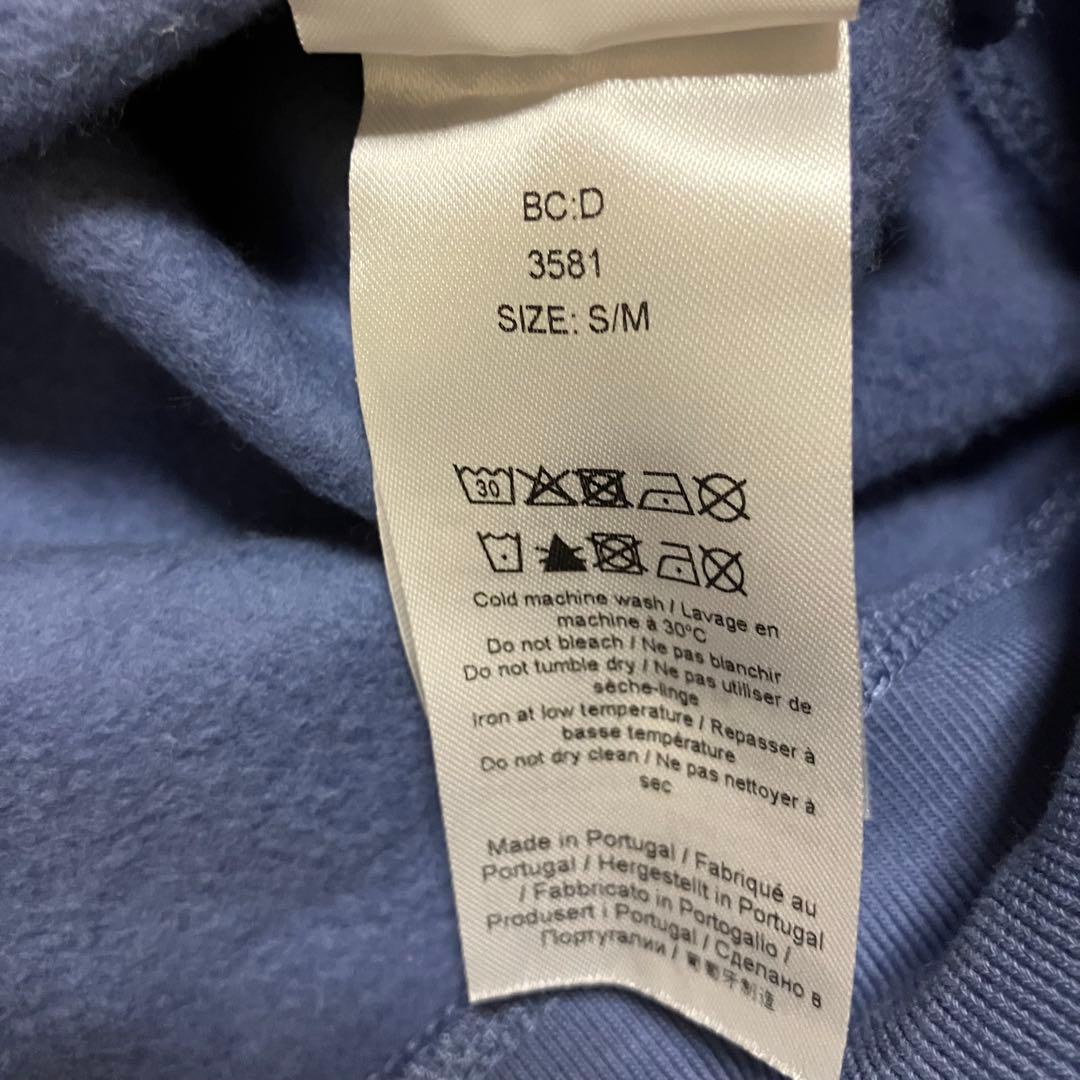 BC:D
3581
SIZE: S/M
30
Cold machine wash / Lavage en
machine à 30°C
Do not bleach / Ne pas blanchir
Do not tumble dry / Ne pas utiliser de
sèche-linge
Iron at low temperature / Repasser à
basse température
Do not dry clean / Ne pas nettoyer à
sec
Made in Portugal / Fabriqué au
Portugal / Hergestellt in Portugal
/ Fabbricato in Portogallo /
Produsert i Portugal / Сделано в
Португалии / 葡萄牙制造